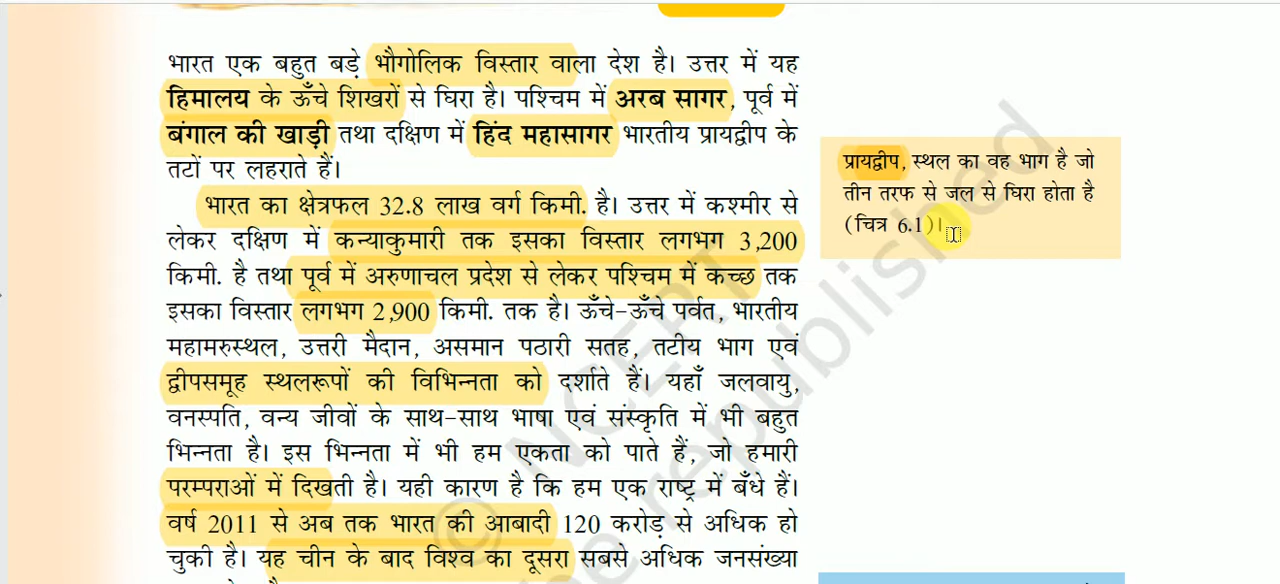 भारत एक बहुत बड़े भौगोलिक विस्तार वाला देश है। उत्तर में यह
हिमालय के ऊँचे शिखरों से घिरा है। पश्चिम में अरब सागर, पूर्व में
बंगाल की खाड़ी तथा दक्षिण में हिंद महासागर भारतीय प्रायद्वीप के
तटों पर लहराते हैं।
भारत का क्षेत्रफल 32.8 लाख वर्ग किमी. है। उत्तर में कश्मीर से
लेकर दक्षिण में कन्याकुमारी तक इसका विस्तार लगभग 3,200
किमी. है तथा पूर्व में अरुणाचल प्रदेश से लेकर पश्चिम में कच्छ तक
इसका विस्तार लगभग 2,900 किमी. तक है। ऊँचे-ऊँचे पर्वत, भारतीय
महामरुस्थल, उत्तरी मैदान, असमान पठारी सतह, तटीय भाग एवं
द्वीपसमूह स्थलरूपों की विभिन्नता को दर्शाते हैं। यहाँ जलवायु,
वनस्पति, वन्य जीवों के साथ-साथ भाषा एवं संस्कृति में भी बहुत
भिन्नता है। इस भिन्नता में भी हम एकता को पाते हैं, जो हमारी
परम्पराओं में दिखती है। यही कारण है कि हम एक राष्ट्र में बँधे हैं।
वर्ष 2011 से अब तक भारत की आबादी 120 करोड़ से अधिक हो
चुकी है। यह चीन के बाद विश्व का दूसरा सबसे अधिक जनसंख्या
प्रायद्वीप, स्थल का वह भाग है जो
तीन तरफ से जल से घिरा होता है
(चित्र 6.1)।
© NCERT
republished